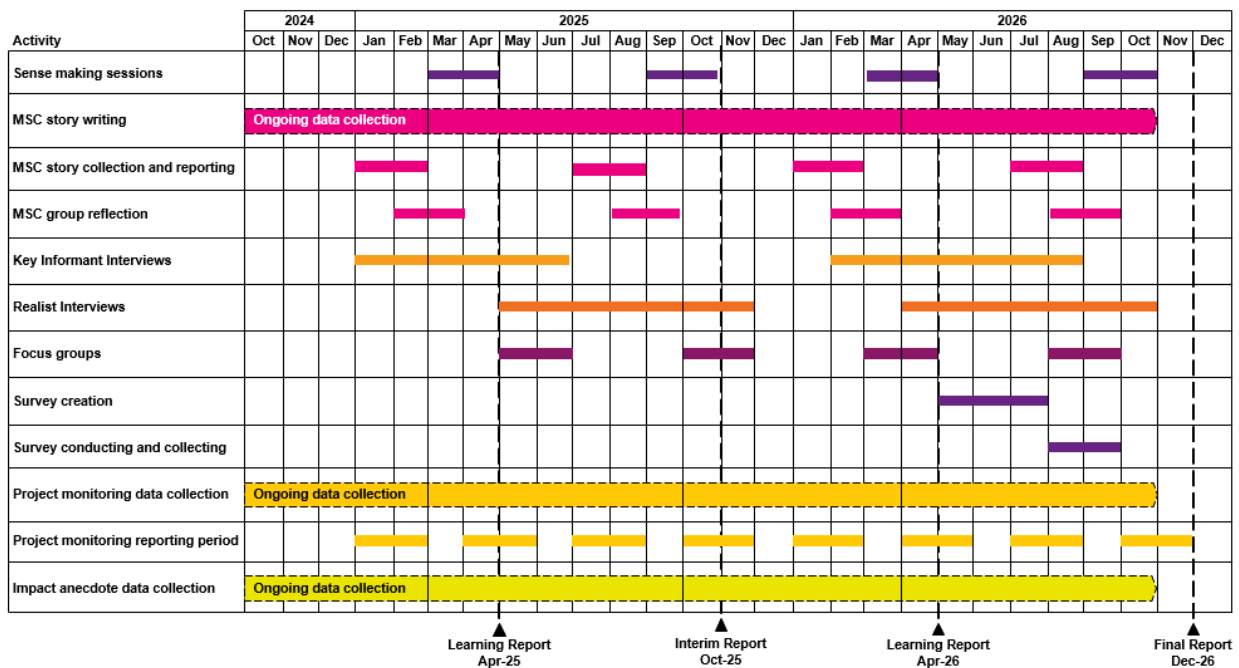 2024 2025 2026
Activity Oct Nov Dec Jan Feb Mar Apr May Jun Jul Aug Sep Oct Nov Dec Jan Feb Mar Apr May Jun Jul Aug Sep Oct Nov Dec
Sense making sessions
MSC story writing Ongoing data collection
MSC story collection and reporting
MSC group reflection
Key Informant Interviews
Realist Interviews
Focus groups
Survey creation
Survey conducting and collecting
Project monitoring data collection Ongoing data collection
Project monitoring reporting period
Impact anecdote data collection Ongoing data collection
Learning Report Interim Report Learning Report Final Report
Apr-25 Oct-25 Apr-26 Dec-26